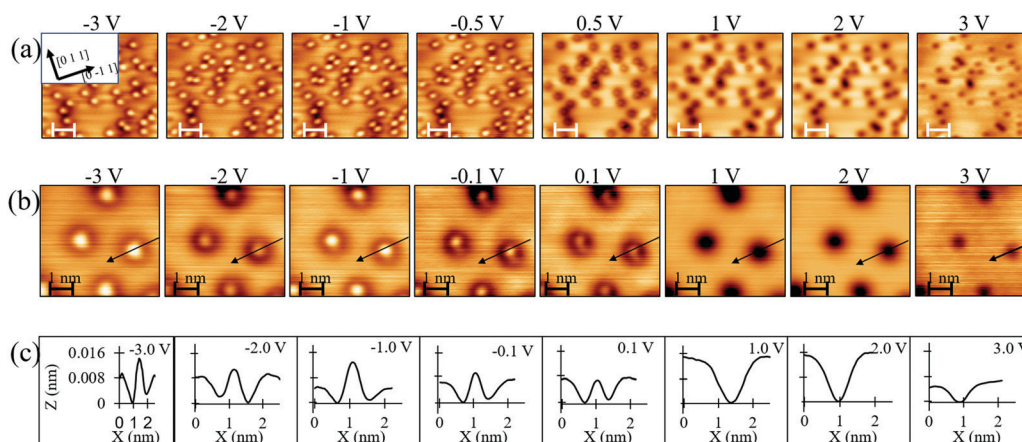 -3 V -2 V -1 V -0.5 V 0.5 V 1 V 2 V 3 V
(a)
[0 1 1]
[0 -1 1]
-3 V -2 V -1 V -0.1 V 0.1 V 1 V 2 V 3 V
(b)
1 nm 1 nm 1 nm 1 nm 1 nm 1 nm 1 nm 1 nm
(c)
-3.0 V -2.0 V -1.0 V -0.1 V 0.1 V 1.0 V 2.0 V 3.0 V
0.016
0.008
0
Z (nm)
0 1 2 0 1 2 0 1 2 0 1 2 0 1 2 0 1 2 0 1 2 0 1 2
X (nm) X (nm) X (nm) X (nm) X (nm) X (nm) X (nm) X (nm)